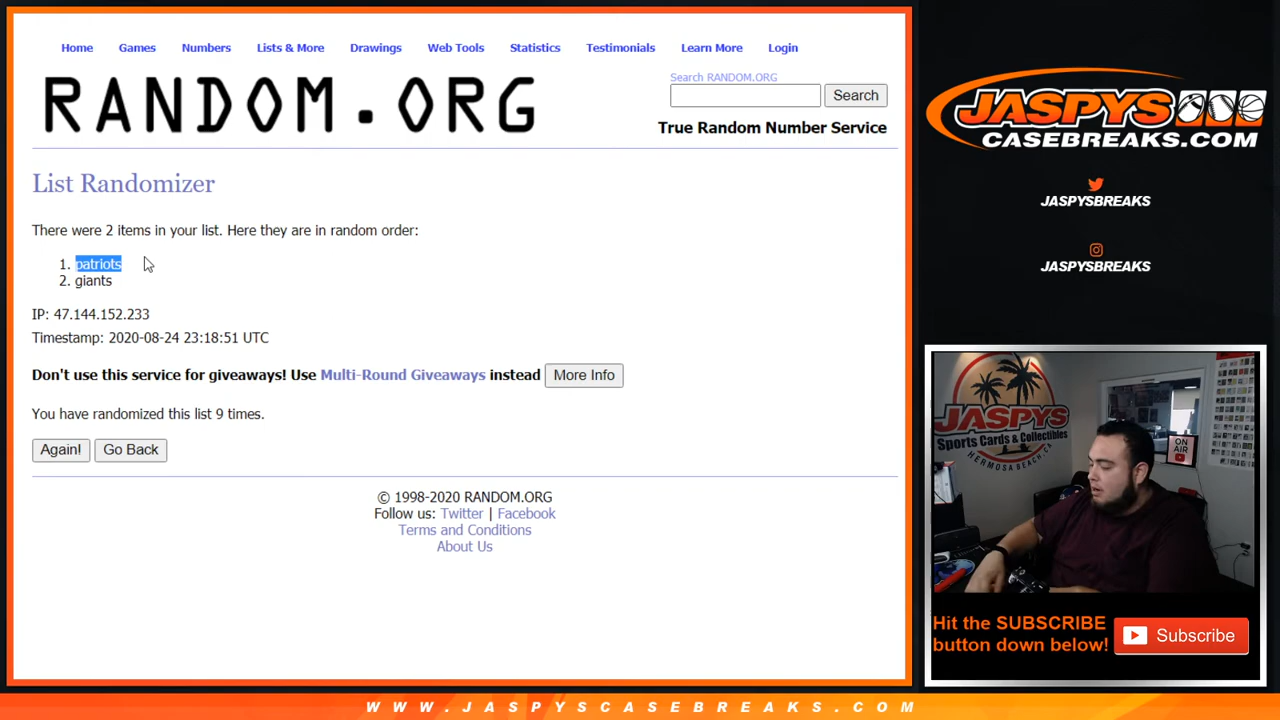 Home Games Numbers Lists & More Drawings Web Tools Statistics Testimonials Learn More Login
RANDOM.ORG
Search RANDOM.ORG
Search
True Random Number Service
List Randomizer
There were 2 items in your list. Here they are in random order:
1. patriots
2. giants
IP: 47.144.152.233
Timestamp: 2020-08-24 23:18:51 UTC
Don't use this service for giveaways! Use Multi-Round Giveaways instead More Info
You have randomized this list 9 times.
Again! Go Back
© 1998-2020 RANDOM.ORG
Follow us: Twitter | Facebook
Terms and Conditions
About Us
JASPYS
CASEBREAKS.COM
JASPYSBREAKS
JASPYSBREAKS
JASPYS
Sports Cards & Collectibles
HERMOSA BEACH, CA
ON AIR
Hit the SUBSCRIBE
button down below!
Subscribe
WWW.JASPYSCASEBREAKS.COM